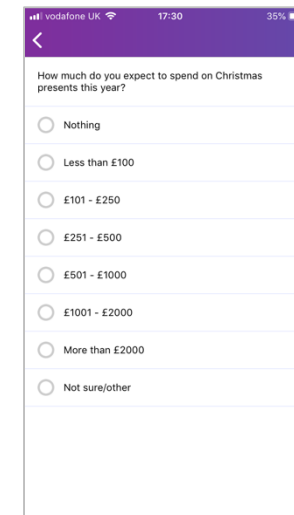 vodafone UK 17:30 35%
How much do you expect to spend on Christmas
presents this year?
Nothing
Less than £100
£101 - £250
£251 - £500
£501 - £1000
£1001 - £2000
More than £2000
Not sure/other